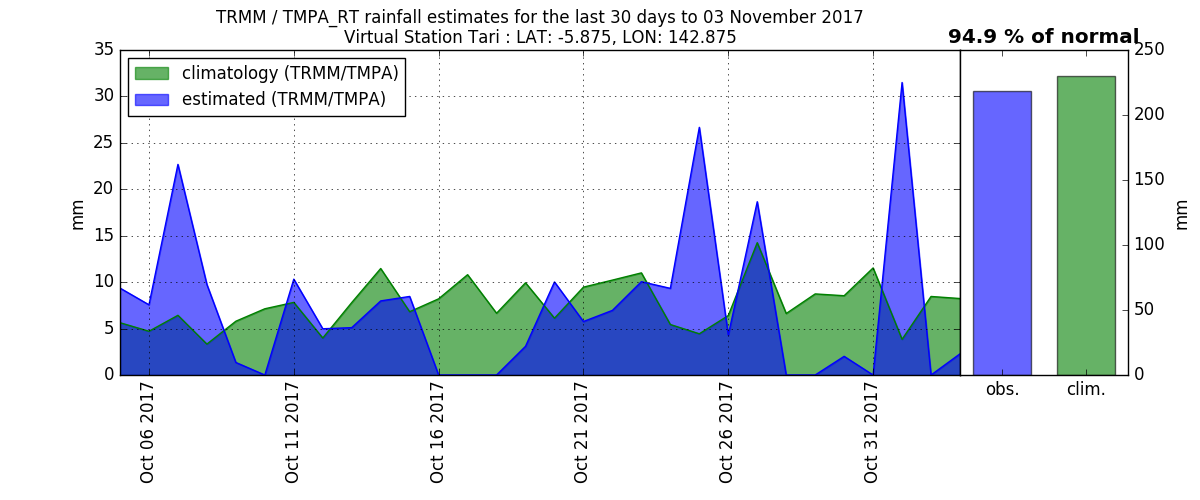 TRMM / TMPA_RT rainfall estimates for the last 30 days to 03 November 2017
Virtual Station Tari : LAT: -5.875, LON: 142.875
94.9 % of normal
climatology (TRMM/TMPA)
estimated (TRMM/TMPA)
35
30
25
20
15
10
5
0
mm
Oct 06 2017
Oct 11 2017
Oct 16 2017
Oct 21 2017
Oct 26 2017
Oct 31 2017
250
200
150
100
50
0
mm
obs.
clim.